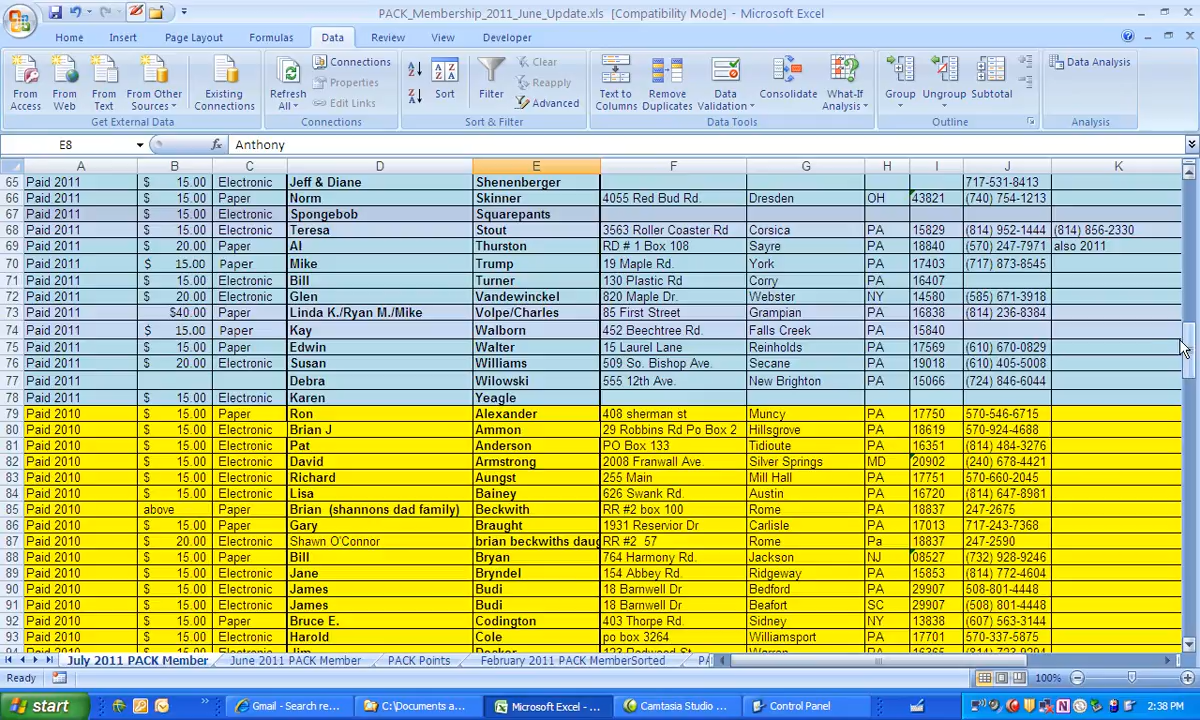 PACK_Membership_2011_June_Update.xls [Compatibility Mode] - Microsoft Excel
Home Insert Page Layout Formulas Data Review View Developer
From Access From Web From Text From Other Sources Existing Connections Refresh All Connections Properties Edit Links Sort Filter Clear Reapply Advanced Text to Columns Remove Duplicates Data Validation Consolidate What-If Analysis Group Ungroup Subtotal Data Analysis
Get External Data Connections Sort & Filter Data Tools Outline Analysis
E8 fx Anthony
A B C D E F G H I J K
65 Paid 2011 $ 15.00 Electronic Jeff & Diane Shenenberger 717-531-8413
66 Paid 2011 $ 15.00 Paper Norm Skinner 4055 Red Bud Rd. Dresden OH 43821 (740) 754-1213
67 Paid 2011 $ 15.00 Electronic Spongebob Squarepants
68 Paid 2011 $ 15.00 Electronic Teresa Stout 3563 Roller Coaster Rd Corsica PA 15829 (814) 952-1444 (814) 856-2330
69 Paid 2011 $ 20.00 Paper Al Thurston RD # 1 Box 108 Sayre PA 18840 (570) 247-7971 also 2011
70 Paid 2011 $ 15.00 Paper Mike Trump 19 Maple Rd. York PA 17403 (717) 873-8545
71 Paid 2011 $ 15.00 Electronic Bill Turner 130 Plastic Rd Corry PA 16407
72 Paid 2011 $ 20.00 Electronic Glen Vandewinckel 820 Maple Dr. Webster NY 14580 (585) 671-3918
73 Paid 2011 $40.00 Paper Linda K./Ryan M./Mike Volpe/Charles 85 First Street Grampian PA 16838 (814) 236-8384
74 Paid 2011 $ 15.00 Paper Kay Walborn 452 Beechtree Rd. Falls Creek PA 15840
75 Paid 2011 $ 15.00 Paper Edwin Walter 15 Laurel Lane Reinholds PA 17569 (610) 670-0829
76 Paid 2011 $ 20.00 Electronic Susan Williams 509 So. Bishop Ave. Secane PA 19018 (610) 405-5008
77 Paid 2011 Debra Wilowski 555 12th Ave. New Brighton PA 15066 (724) 846-6044
78 Paid 2011 $ 15.00 Electronic Karen Yeagle
79 Paid 2010 $ 15.00 Paper Ron Alexander 408 sherman st Muncy PA 17750 570-546-6715
80 Paid 2010 $ 15.00 Paper Brian J Ammon 29 Robbins Rd Po Box 2 Hillsgrove PA 18619 570-924-4688
81 Paid 2010 $ 15.00 Electronic Pat Anderson PO Box 133 Tidioute PA 16351 (814) 484-3276
82 Paid 2010 $ 15.00 Electronic David Armstrong 2008 Franwall Ave. Silver Springs MD 20902 (240) 678-4421
83 Paid 2010 $ 15.00 Electronic Richard Aungst 255 Main Mill Hall PA 17751 570-660-2045
84 Paid 2010 $ 15.00 Electronic Lisa Bainey 626 Swank Rd. Austin PA 16720 (814) 647-8981
85 Paid 2010 above Paper Brian (shannons dad family) Beckwith RR #2 box 100 Rome PA 18837 247-2675
86 Paid 2010 $ 15.00 Paper Gary Braught 1931 Reservior Dr Carlisle PA 17013 717-243-7368
87 Paid 2010 $ 20.00 Electronic Shawn O'Connor brian beckwiths daug RR #2 57 Rome Pa 18837 247-2590
88 Paid 2010 $ 15.00 Paper Bill Bryan 764 Harmony Rd. Jackson NJ 08527 (732) 928-9246
89 Paid 2010 $ 15.00 Electronic Jane Bryndel 154 Abbey Rd. Ridgeway PA 15853 (814) 772-4604
90 Paid 2010 $ 15.00 Electronic James Budi 18 Barnwell Dr Bedford PA 29907 508-801-4448
91 Paid 2010 $ 15.00 Electronic James Budi 18 Barnwell Dr Beafort SC 29907 (508) 801-4448
92 Paid 2010 $ 15.00 Paper Bruce E. Codington 403 Thorpe Rd. Sidney NY 13838 (607) 563-3144
93 Paid 2010 $ 15.00 Electronic Harold Cole po box 3264 Williamsport PA 17701 570-337-5875
July 2011 PACK Member June 2011 PACK Member PACK Points February 2011 PACK MemberSorted
Ready 100%
start Gmail - Search re... C:\Documents a... Microsoft Excel - ... Camtasia Studio ... Control Panel 2:38 PM